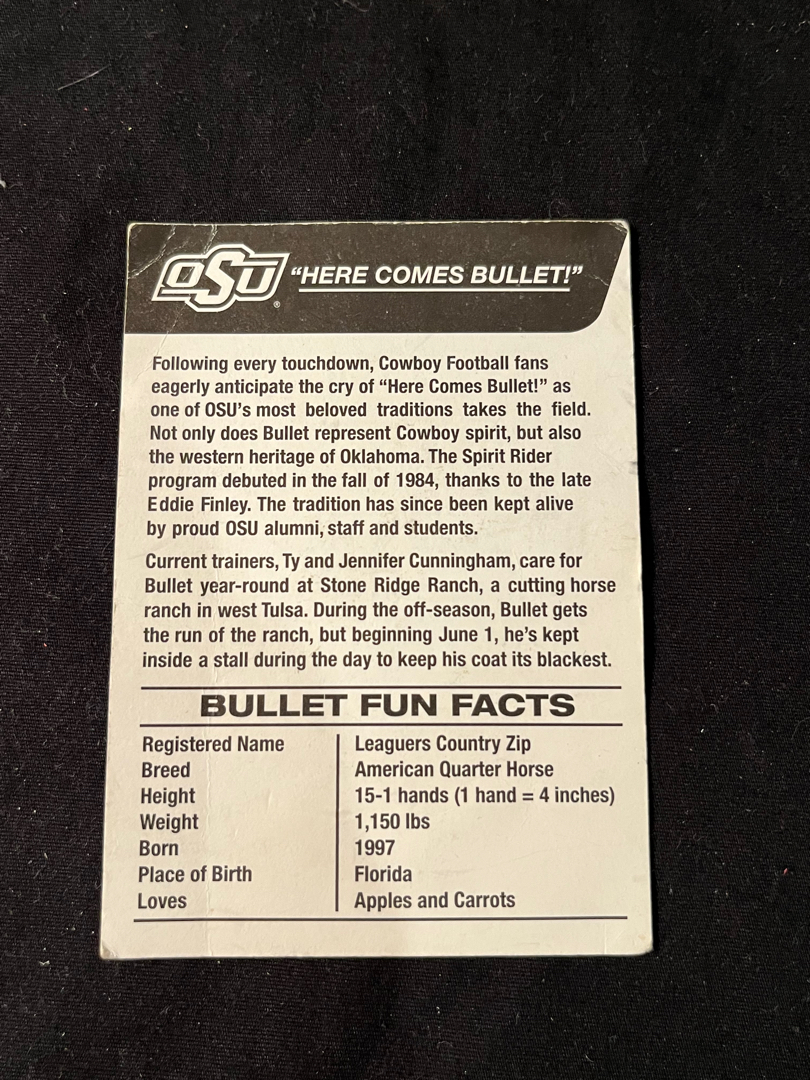 OSU® "HERE COMES BULLET!"
Following every touchdown, Cowboy Football fans
eagerly anticipate the cry of "Here Comes Bullet!" as
one of OSU's most beloved traditions takes the field.
Not only does Bullet represent Cowboy spirit, but also
the western heritage of Oklahoma. The Spirit Rider
program debuted in the fall of 1984, thanks to the late
Eddie Finley. The tradition has since been kept alive
by proud OSU alumni, staff and students.
Current trainers, Ty and Jennifer Cunningham, care for
Bullet year-round at Stone Ridge Ranch, a cutting horse
ranch in west Tulsa. During the off-season, Bullet gets
the run of the ranch, but beginning June 1, he's kept
inside a stall during the day to keep his coat its blackest.
BULLET FUN FACTS
Registered Name Leaguers Country Zip
Breed American Quarter Horse
Height 15-1 hands (1 hand = 4 inches)
Weight 1,150 lbs
Born 1997
Place of Birth Florida
Loves Apples and Carrots